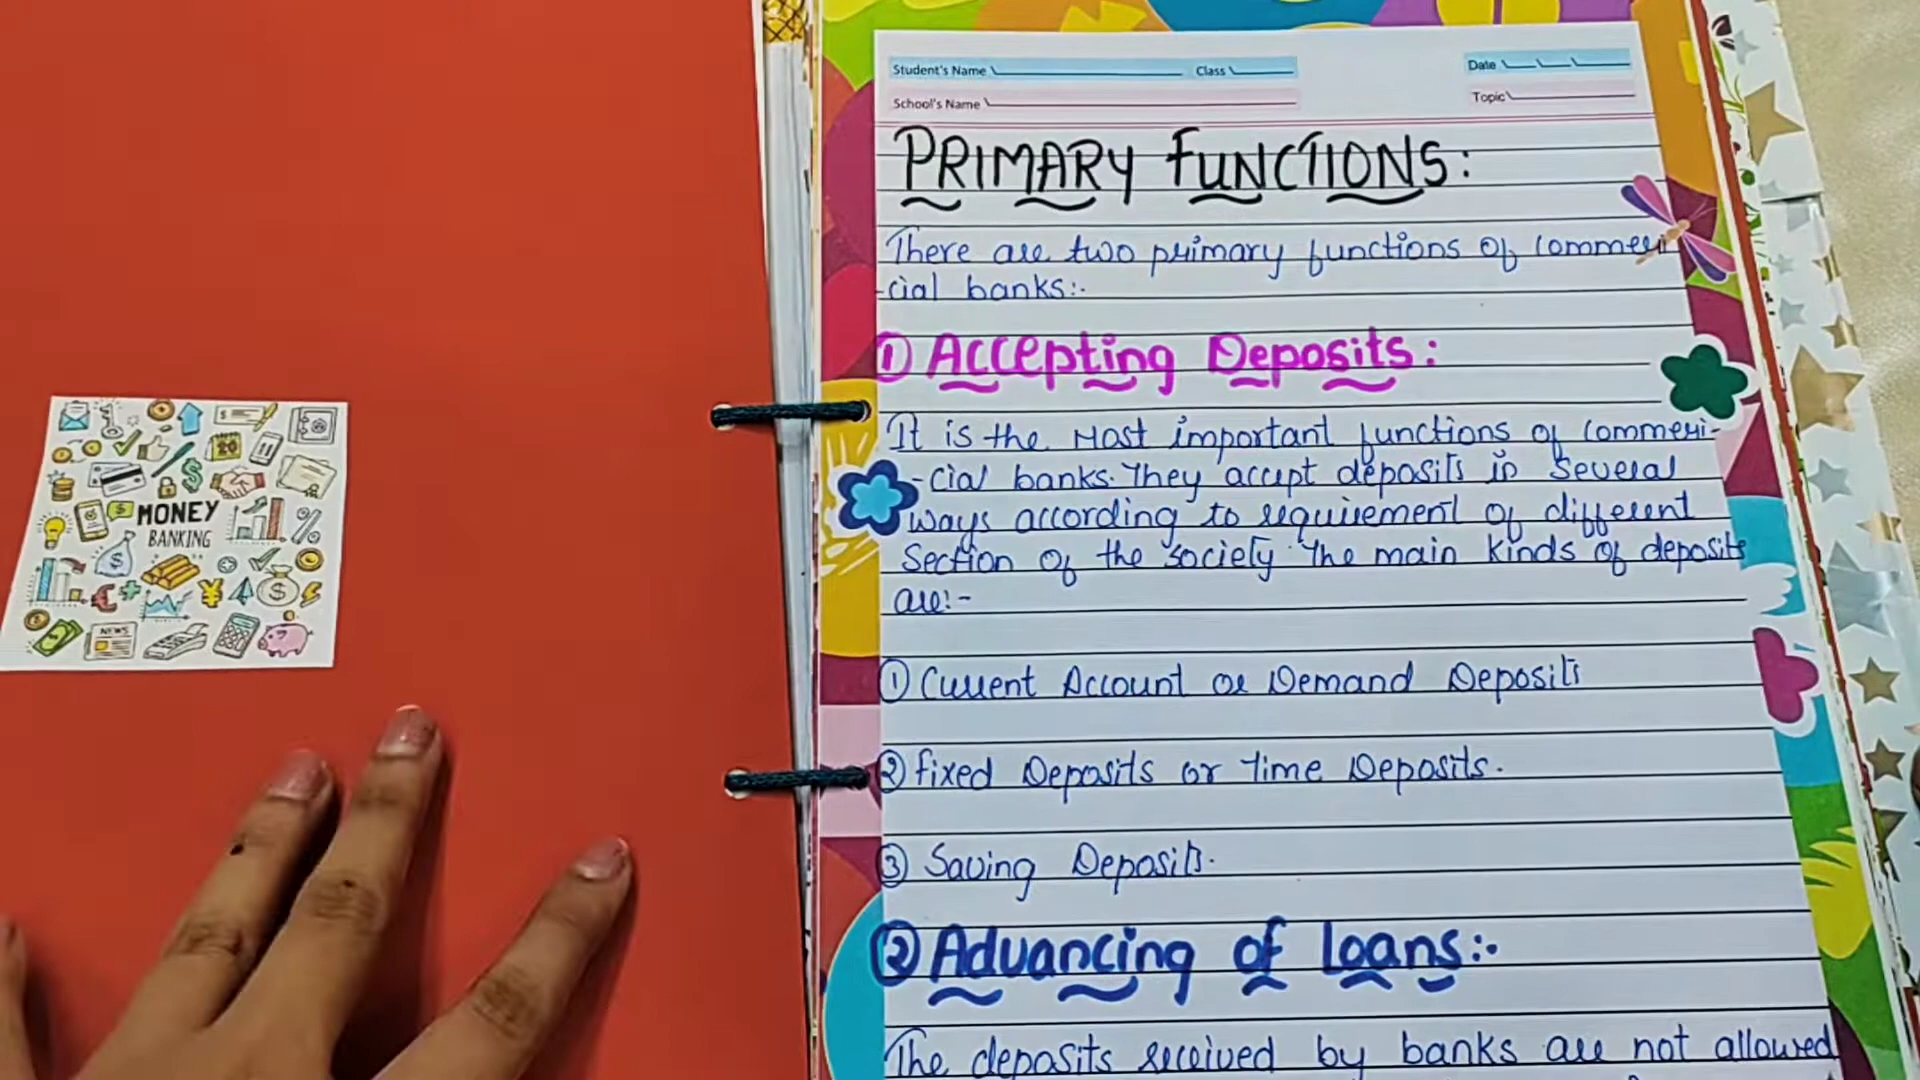 MONEY
BANKING
NEWS
20
Student's Name Class Date
School's Name Topic
PRIMARY FUNCTIONS:
There are two primary functions of commeri
-cial banks:-
① Accepting Deposits:
It is the Most important functions of commeri-
-cial banks. They accept deposits in several
ways according to requirement of different
section of the society. The main kinds of deposits
are:-
① Current Account or Demand Deposits
② Fixed Deposits or Time Deposits.
③ Saving Deposits.
② Advancing of loans:-
The deposits received by banks are not allowed